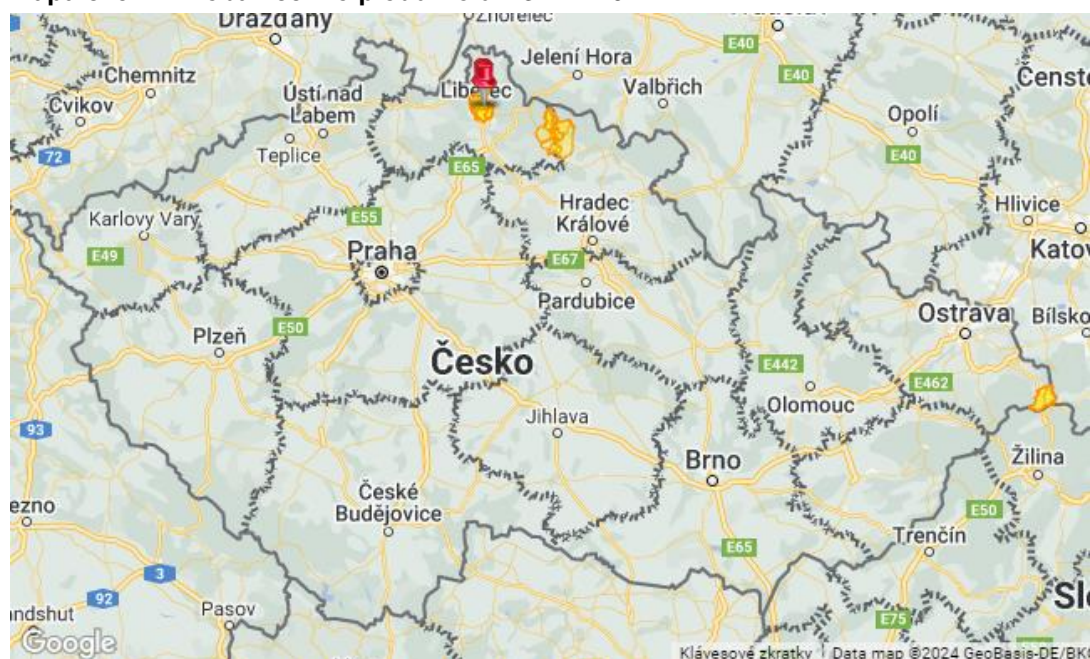 Drážďany
Zhořelec
E40
Jelení Hora
Chemnitz
Liberec
E40
Valbřich
Cvikov
Ústí nad
Labem
Opolí
72
Teplice
E65
E40
Hradec
Králové
Hlivice
Karlovy Vary
E55
Praha
E67
E49
Pardubice
Plzeň
E50
Ostrava
Česko
E442
E462
Olomouc
Jihlava
93
Brno
Žilina
České
Budějovice
E50
Trenčín
E65
3
92
Pasov
E75
Google
Klávesové zkratky
Data map ©2024 GeoBasis-DE/BK